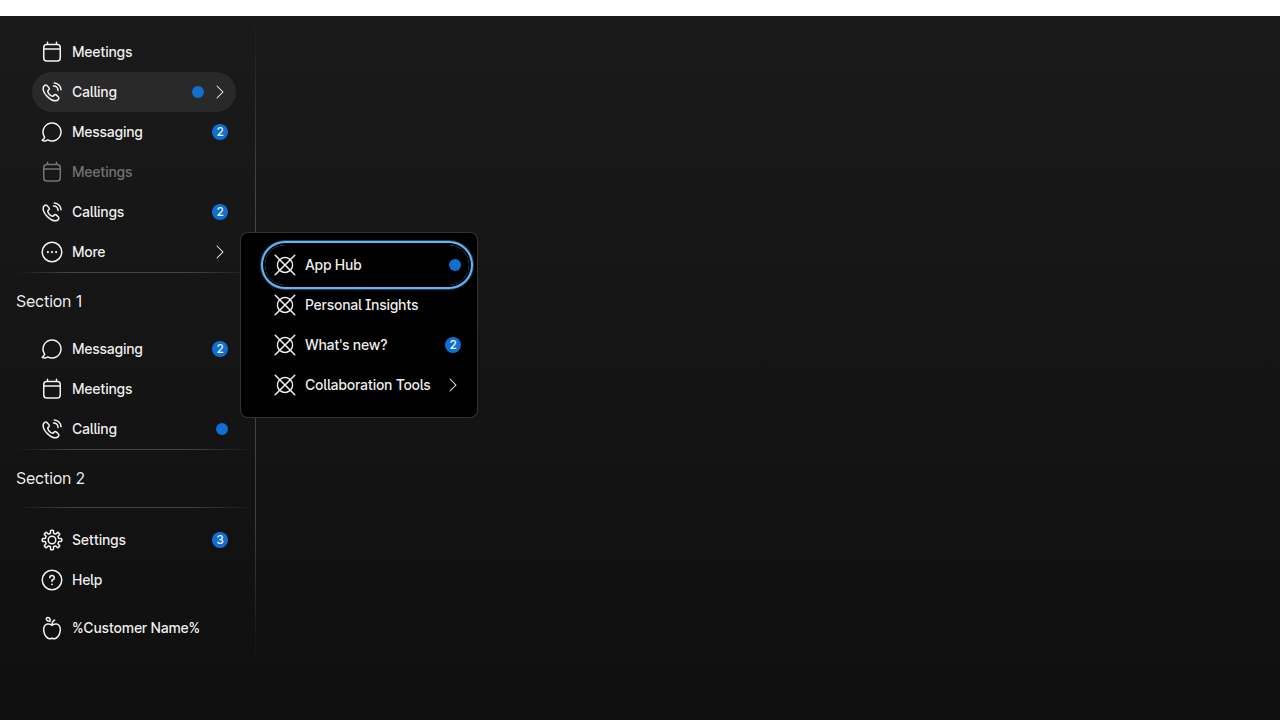 Meetings
Calling
Messaging 2
Meetings
Callings 2
More
App Hub
Personal Insights
What's new? 2
Collaboration Tools
Section 1
Messaging 2
Meetings
Calling
Section 2
Settings 3
Help
%Customer Name%